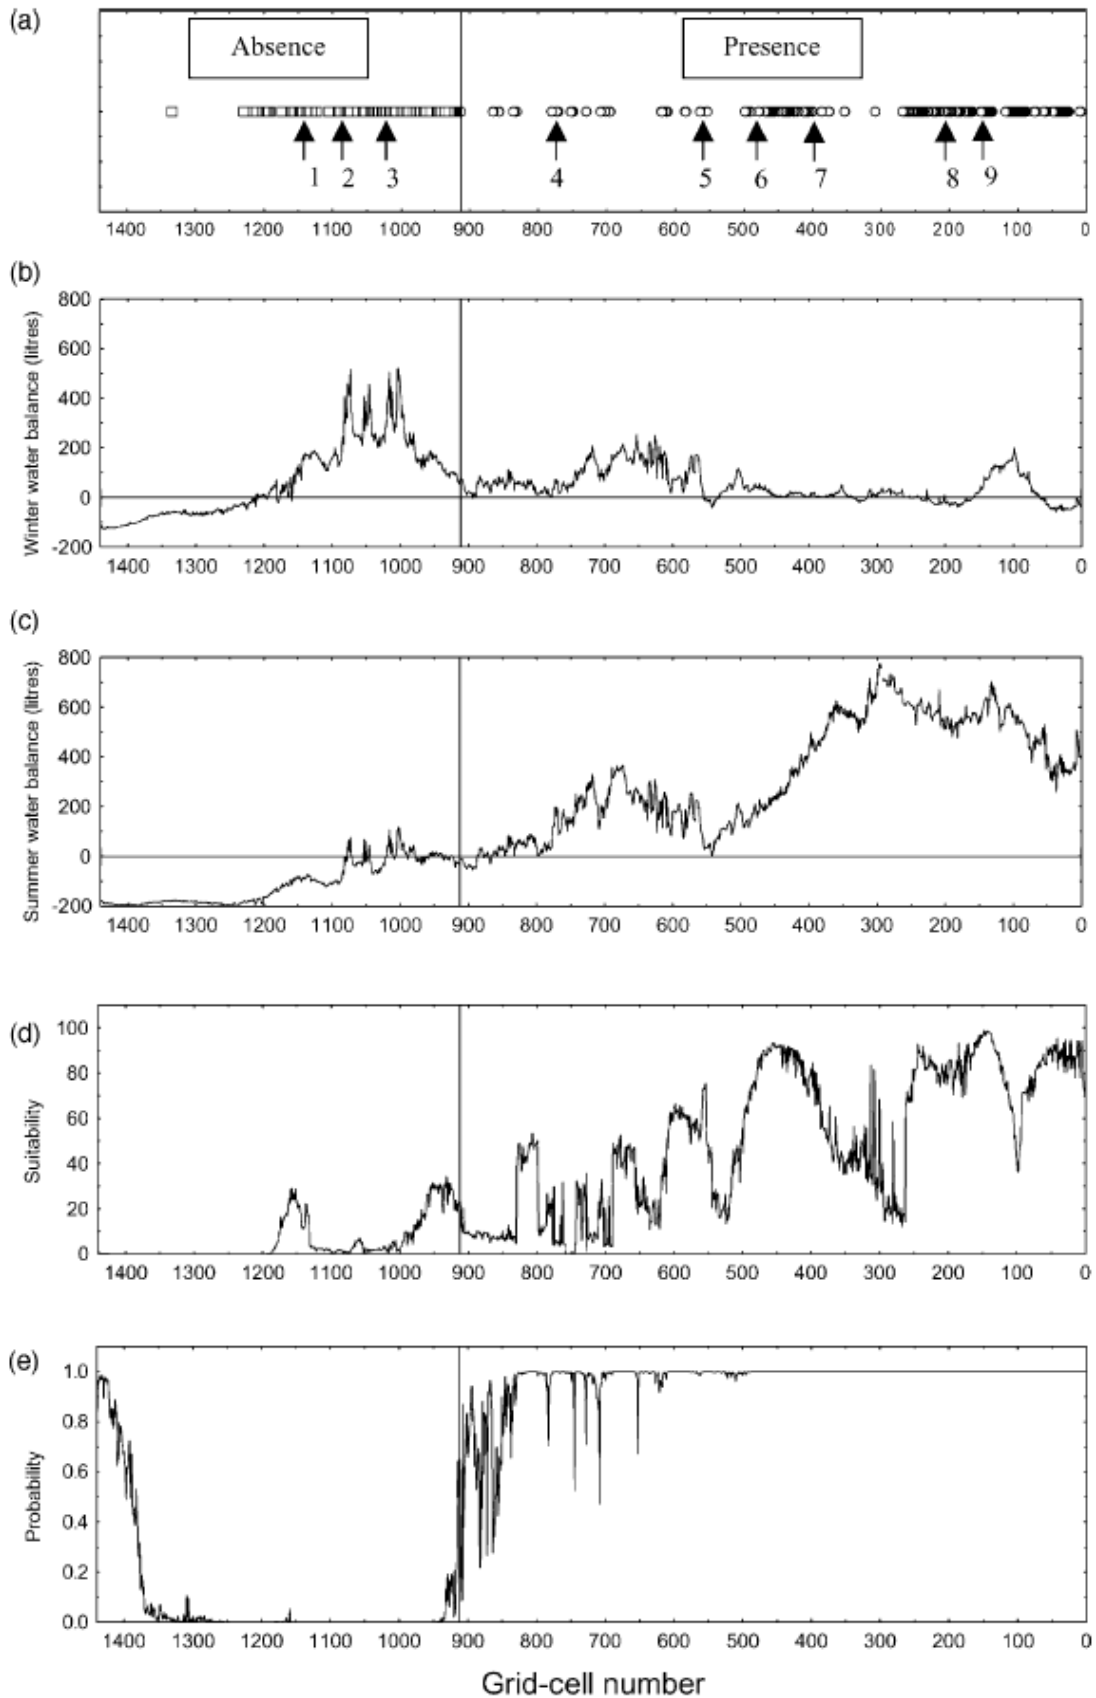 (a)
Absence
Presence
1 2 3 4 5 6 7 8 9
1400 1300 1200 1100 1000 900 800 700 600 500 400 300 200 100 0
(b)
Winter water balance (litres)
800
600
400
200
0
-200
1400 1300 1200 1100 1000 900 800 700 600 500 400 300 200 100 0
(c)
Summer water balance (litres)
800
600
400
200
0
-200
1400 1300 1200 1100 1000 900 800 700 600 500 400 300 200 100 0
(d)
Suitability
100
80
60
40
20
0
1400 1300 1200 1100 1000 900 800 700 600 500 400 300 200 100 0
(e)
Probability
1.0
0.8
0.6
0.4
0.2
0.0
1400 1300 1200 1100 1000 900 800 700 600 500 400 300 200 100 0
Grid-cell number